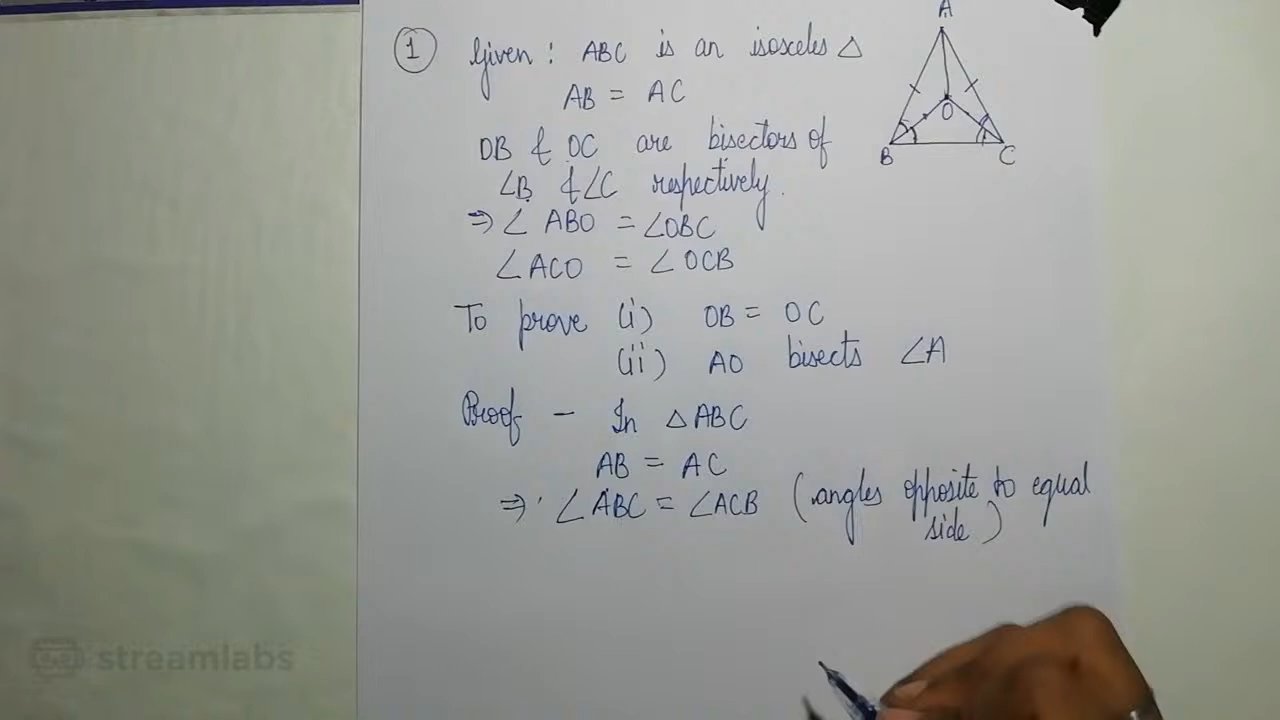 1 Given : ABC is an isosceles △
AB = AC
OB & OC are bisectors of
∠B & ∠C respectively.
⇒ ∠ABO = ∠OBC
∠ACO = ∠OCB
To prove (i) OB = OC
(ii) AO bisects ∠A
Proof – In △ABC
AB = AC
⇒ ∠ABC = ∠ACB (angles opposite to equal
side)
A
O
B C
streamlabs